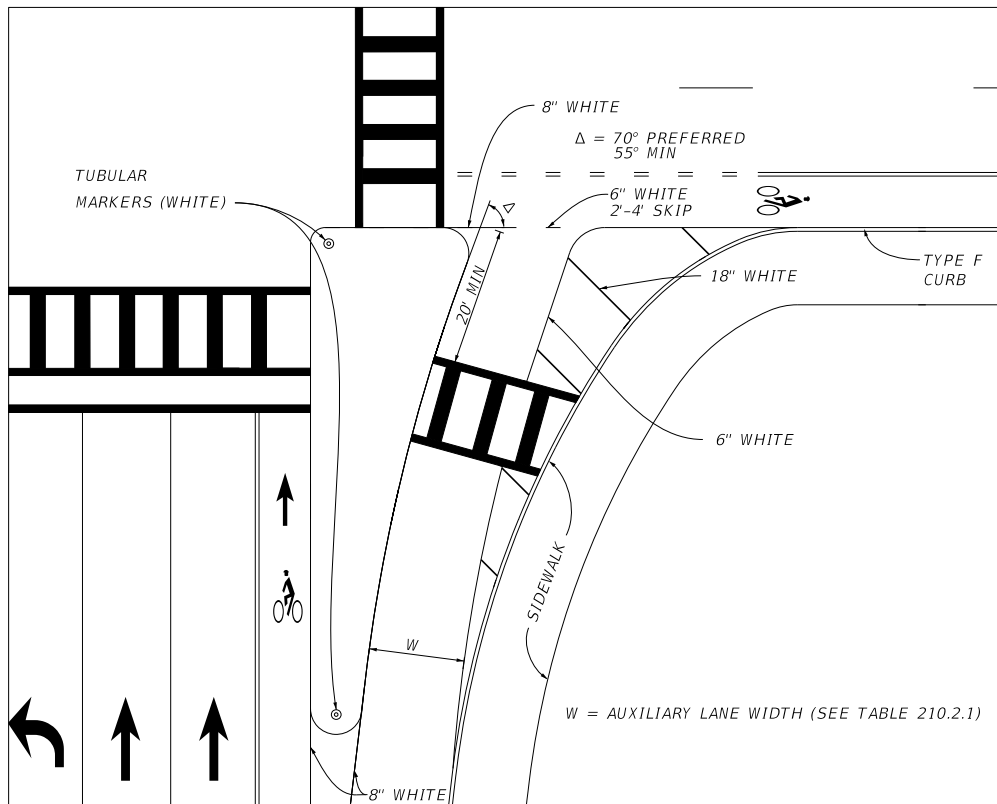 8" WHITE
Δ = 70° PREFERRED
55° MIN
TUBULAR
MARKERS (WHITE)
6" WHITE
2'-4' SKIP
Δ
TYPE F
CURB
18" WHITE
20' MIN
6" WHITE
SIDEWALK
W
W = AUXILIARY LANE WIDTH (SEE TABLE 210.2.1)
8" WHITE